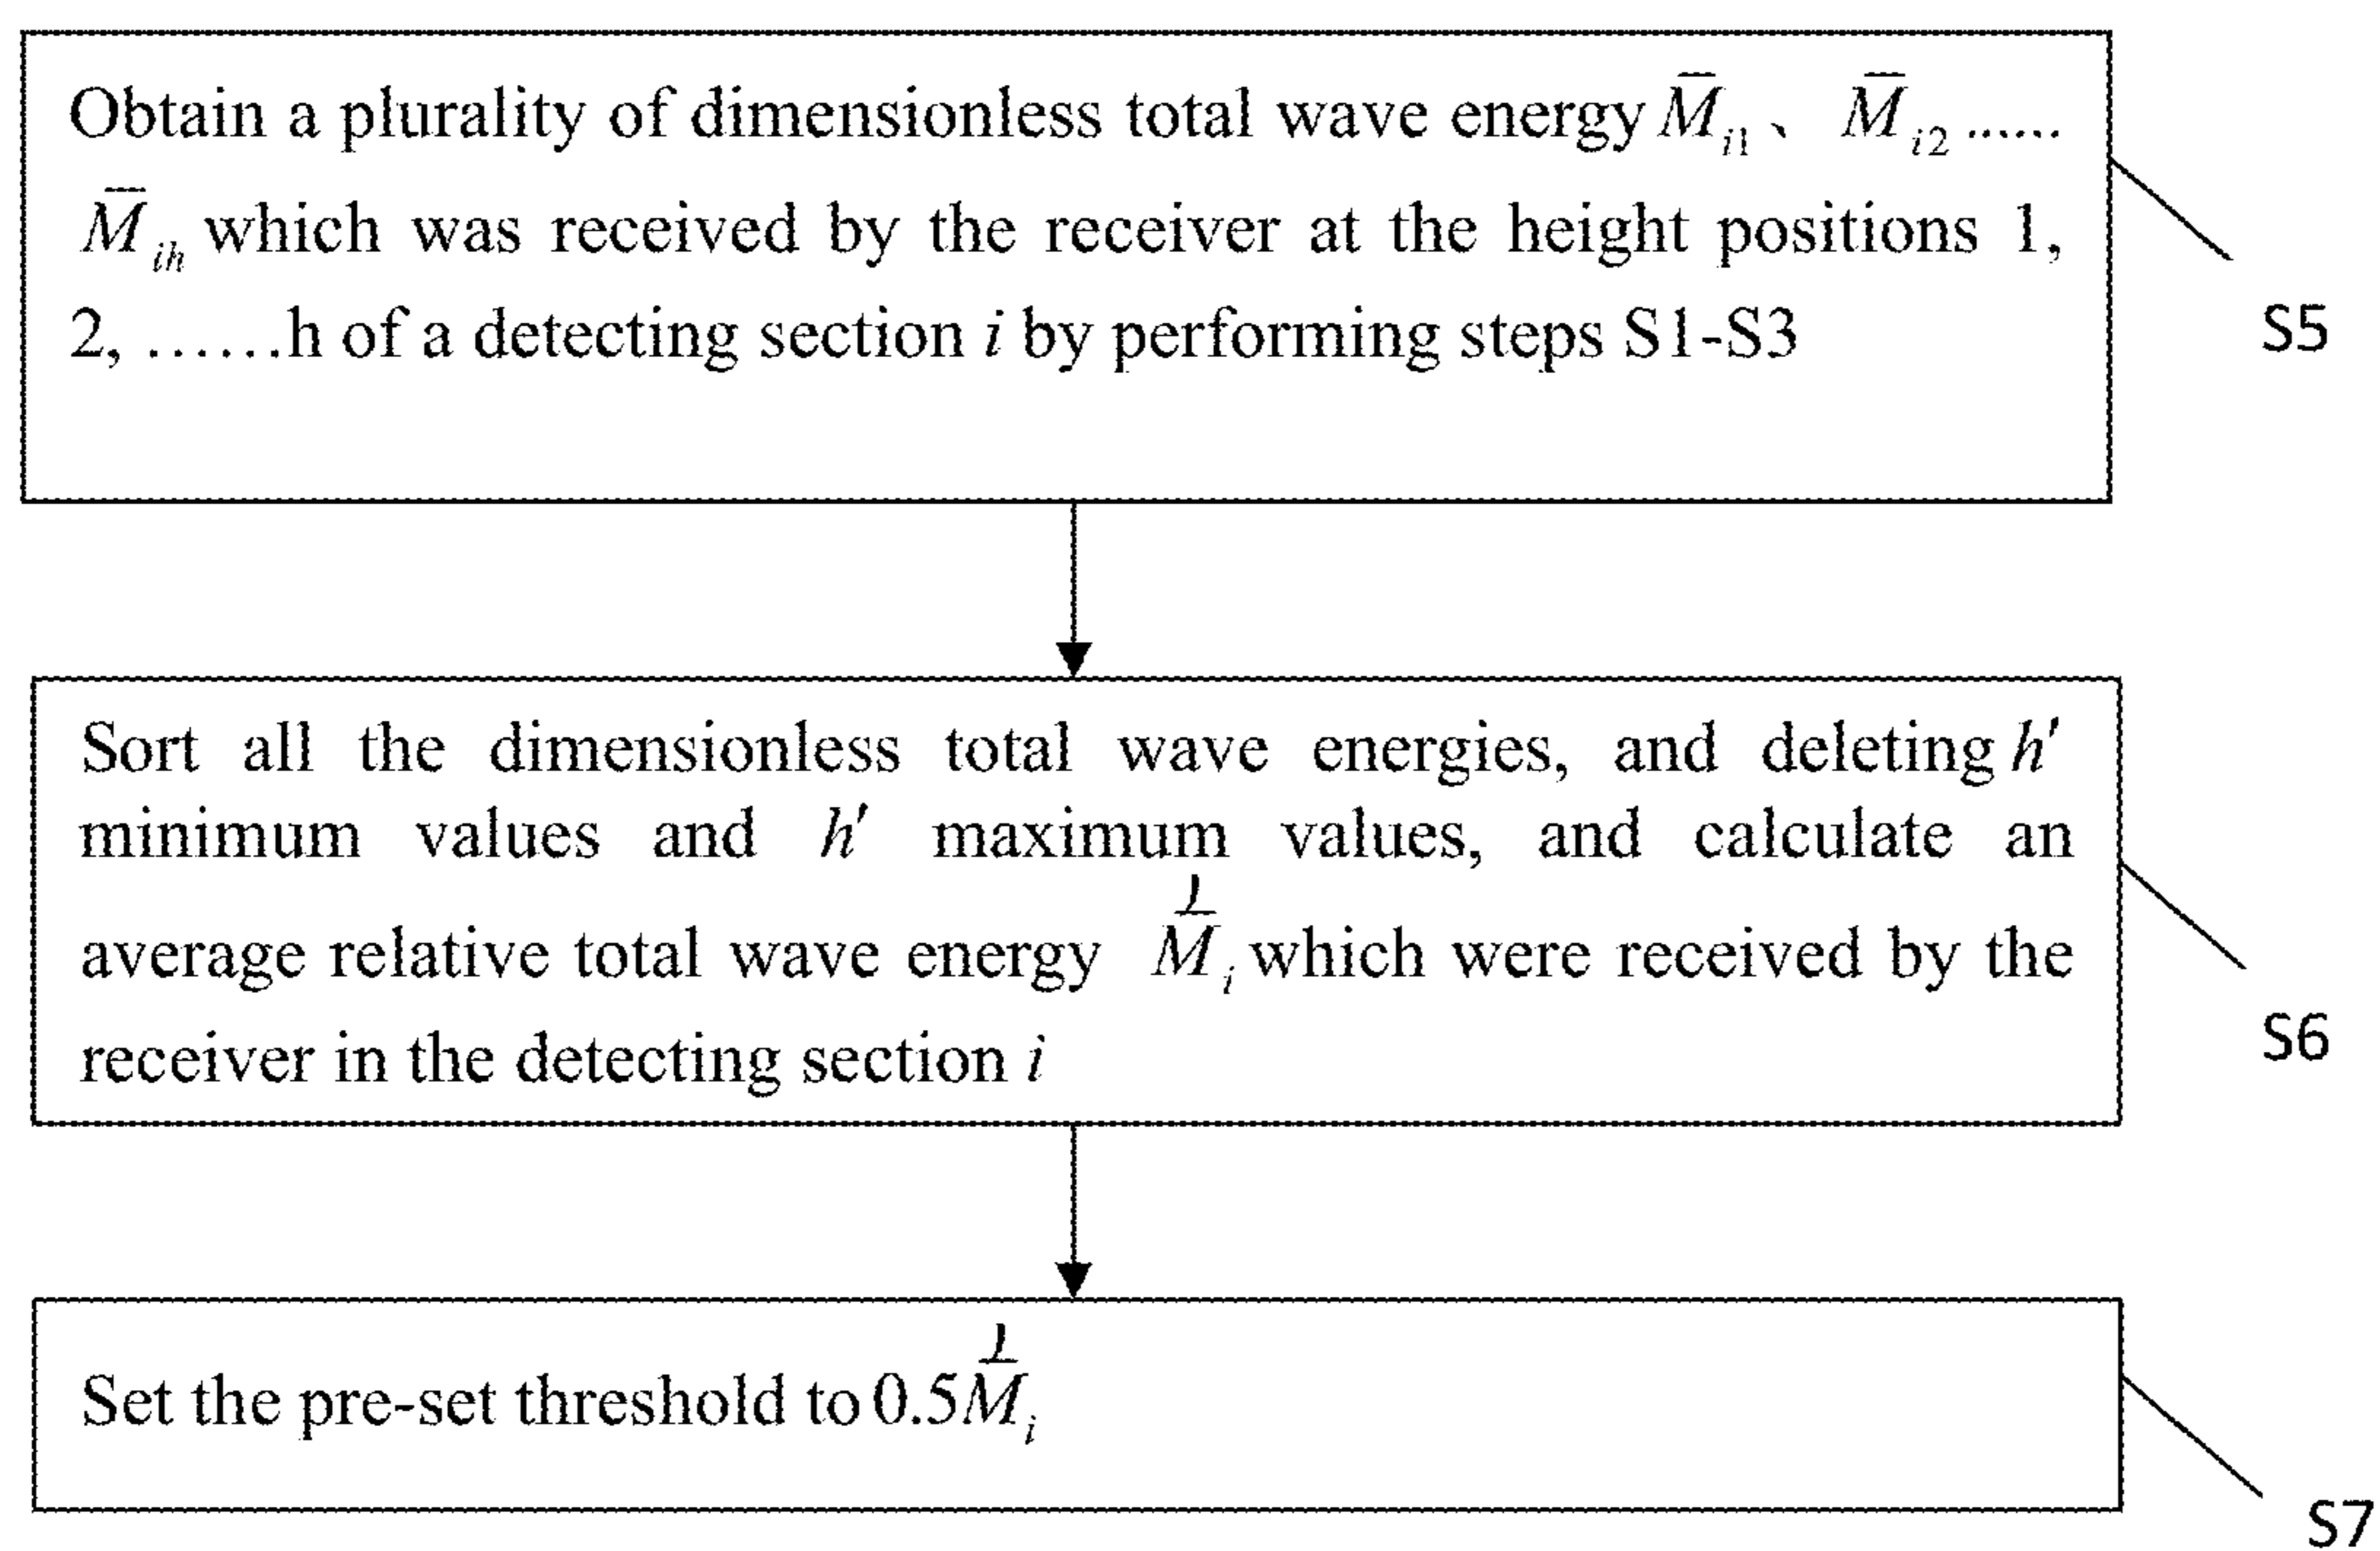 Obtain a plurality of dimensionless total wave energy M̅i1、 M̅i2......
M̅ih which was received by the receiver at the height positions 1,
2, ......h of a detecting section i by performing steps S1-S3
S5
Sort all the dimensionless total wave energies, and deleting h′
minimum values and h′ maximum values, and calculate an
average relative total wave energy M̅i which were received by the
receiver in the detecting section i
S6
Set the pre-set threshold to 0.5M̅i
S7